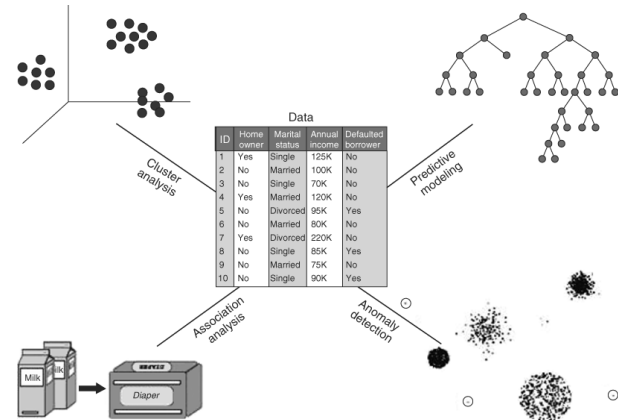 Data
ID Home owner Marital status Annual income Defaulted borrower
1 Yes Single 125K No
2 No Married 100K No
3 No Single 70K No
4 Yes Married 120K No
5 No Divorced 95K Yes
6 No Married 80K No
7 Yes Divorced 220K No
8 No Single 85K Yes
9 No Married 75K No
10 No Single 90K Yes
Cluster
analysis
Predictive
modeling
Association
analysis
Anomaly
detection
Milk
Diaper